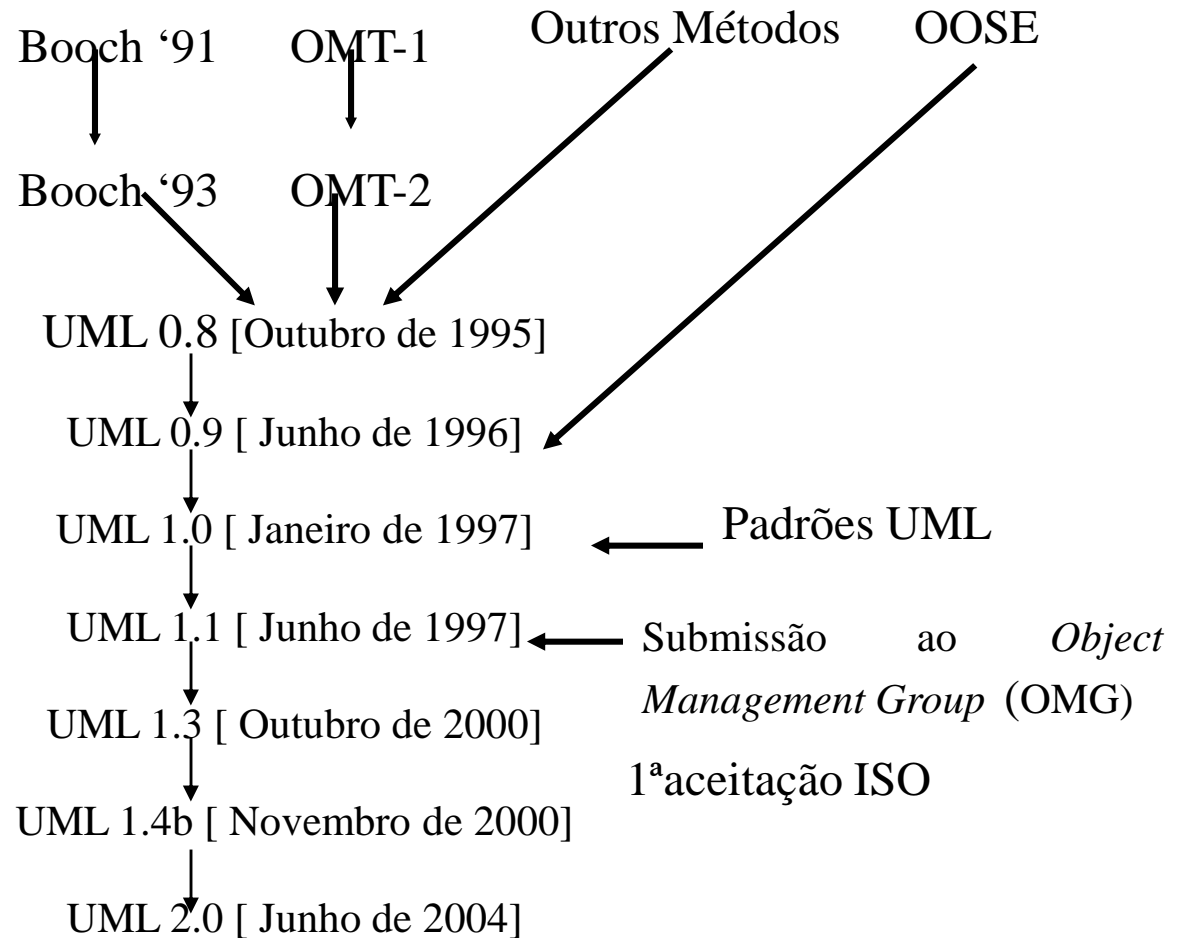 Booch ‘91 OMT-1 Outros Métodos OOSE
Booch ‘93 OMT-2
UML 0.8 [Outubro de 1995]
UML 0.9 [ Junho de 1996]
UML 1.0 [ Janeiro de 1997] Padrões UML
UML 1.1 [ Junho de 1997] Submissão ao Object
Management Group (OMG)
UML 1.3 [ Outubro de 2000]
1ªaceitação ISO
UML 1.4b [ Novembro de 2000]
UML 2.0 [ Junho de 2004]